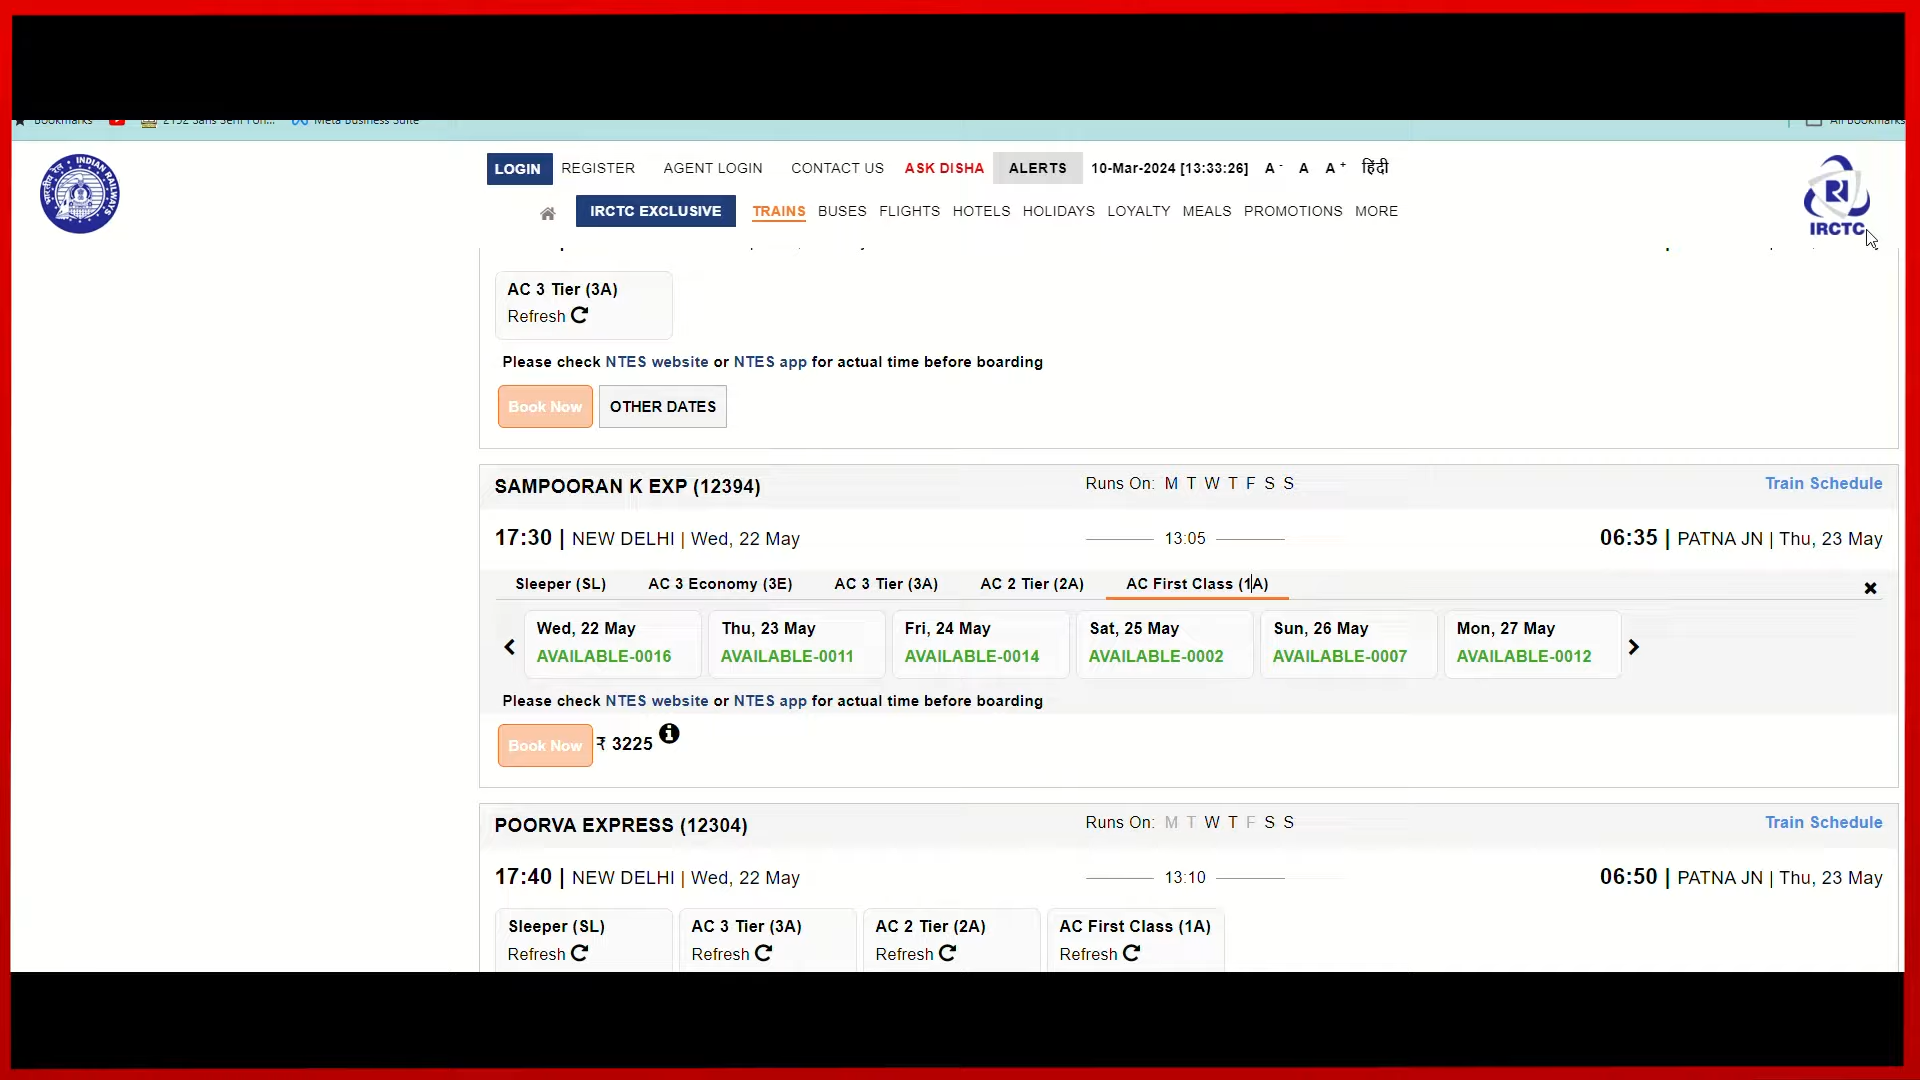 Bookmarks
All Bookmarks
INDIAN RAILWAYS
भारतीय रेल
LOGIN REGISTER AGENT LOGIN CONTACT US ASK DISHA ALERTS 10-Mar-2024 [13:33:26] A- A A+ हिंदी
IRCTC EXCLUSIVE TRAINS BUSES FLIGHTS HOTELS HOLIDAYS LOYALTY MEALS PROMOTIONS MORE
IRCTC
AC 3 Tier (3A)
Refresh
Please check NTES website or NTES app for actual time before boarding
Book Now OTHER DATES
SAMPOORAN K EXP (12394) Runs On: M T W T F S S Train Schedule
17:30 | NEW DELHI | Wed, 22 May 13:05 06:35 | PATNA JN | Thu, 23 May
Sleeper (SL) AC 3 Economy (3E) AC 3 Tier (3A) AC 2 Tier (2A) AC First Class (1A)
Wed, 22 May Thu, 23 May Fri, 24 May Sat, 25 May Sun, 26 May Mon, 27 May
AVAILABLE-0016 AVAILABLE-0011 AVAILABLE-0014 AVAILABLE-0002 AVAILABLE-0007 AVAILABLE-0012
Please check NTES website or NTES app for actual time before boarding
Book Now ₹ 3225
POORVA EXPRESS (12304) Runs On: M T W T F S S Train Schedule
17:40 | NEW DELHI | Wed, 22 May 13:10 06:50 | PATNA JN | Thu, 23 May
Sleeper (SL) AC 3 Tier (3A) AC 2 Tier (2A) AC First Class (1A)
Refresh Refresh Refresh Refresh